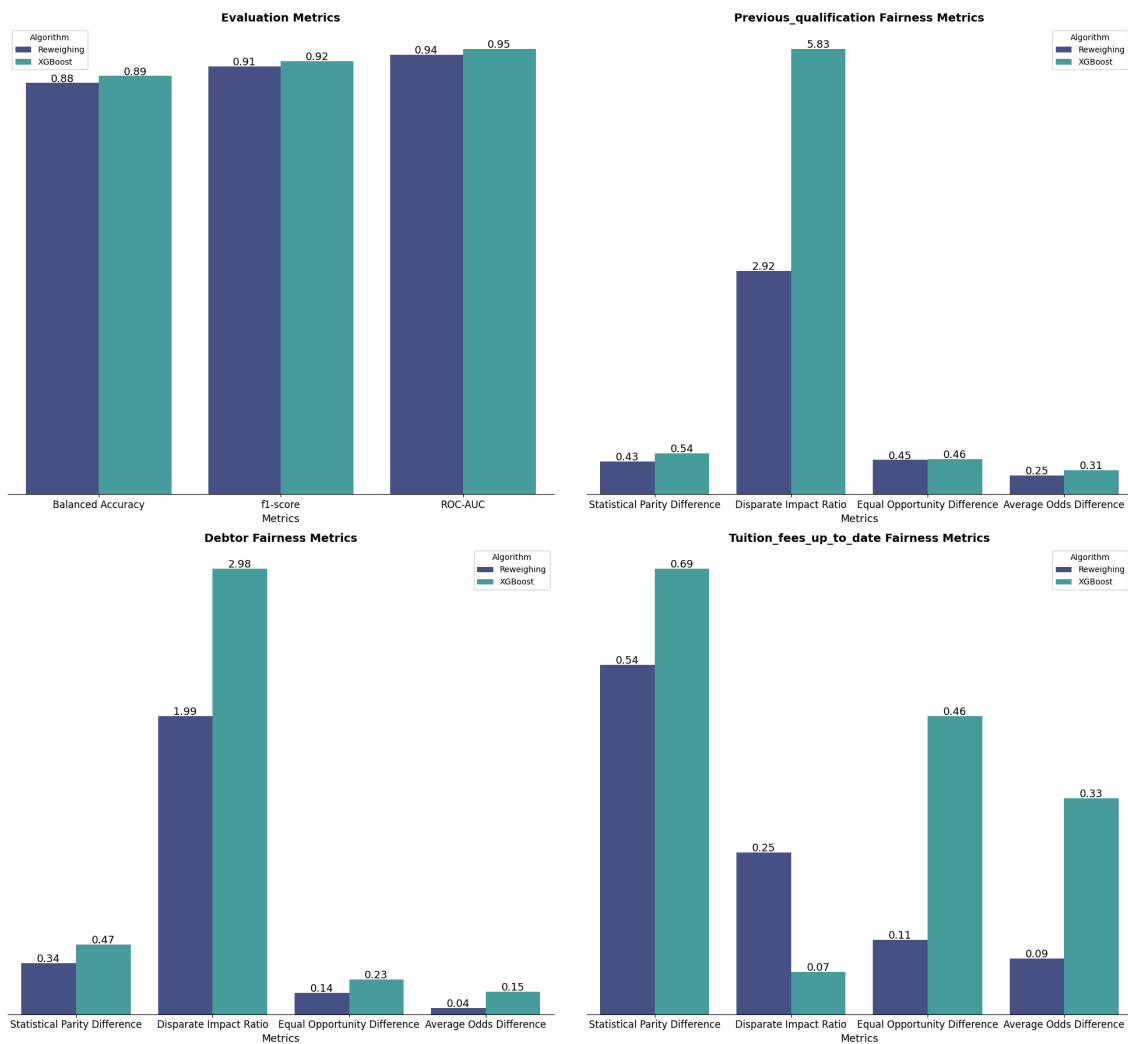 Evaluation Metrics
Algorithm
Reweighing
XGBoost
0.88
0.89
0.91
0.92
0.94
0.95
Balanced Accuracy
f1-score
ROC-AUC
Metrics
Previous_qualification Fairness Metrics
Algorithm
Reweighing
XGBoost
0.43
0.54
2.92
5.83
0.45
0.46
0.25
0.31
Statistical Parity Difference
Disparate Impact Ratio
Equal Opportunity Difference
Average Odds Difference
Metrics
Debtor Fairness Metrics
Algorithm
Reweighing
XGBoost
0.34
0.47
1.99
2.98
0.14
0.23
0.04
0.15
Statistical Parity Difference
Disparate Impact Ratio
Equal Opportunity Difference
Average Odds Difference
Metrics
Tuition_fees_up_to_date Fairness Metrics
Algorithm
Reweighing
XGBoost
0.54
0.69
0.25
0.07
0.11
0.46
0.09
0.33
Statistical Parity Difference
Disparate Impact Ratio
Equal Opportunity Difference
Average Odds Difference
Metrics